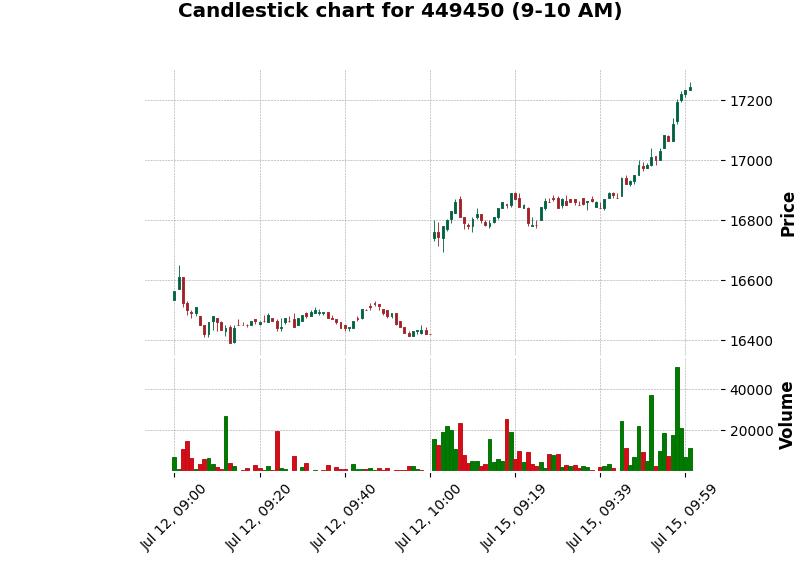 Candlestick chart for 449450 (9-10 AM)
17200
17000
16800
16600
16400
Price
40000
20000
Volume
Jul 12, 09:00
Jul 12, 09:20
Jul 12, 09:40
Jul 12, 10:00
Jul 15, 09:19
Jul 15, 09:39
Jul 15, 09:59